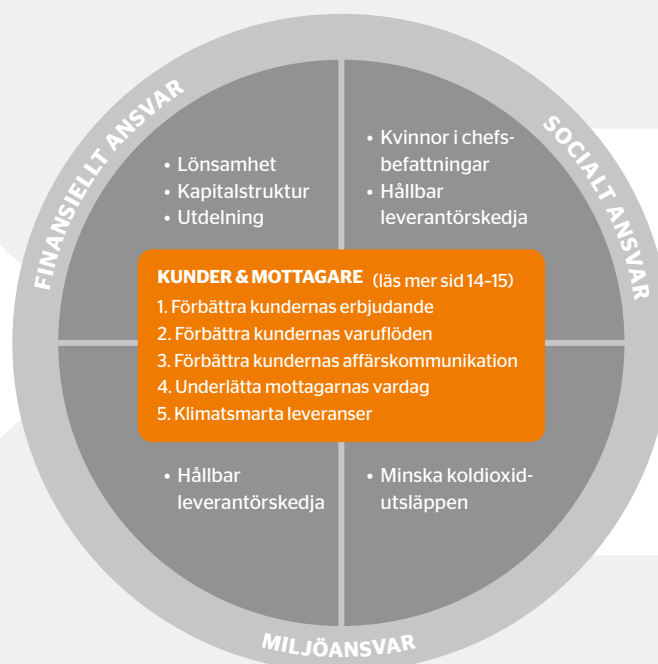 FINANSIELLT ANSVAR
SOCIALT ANSVAR
• Lönsamhet
• Kapitalstruktur
• Utdelning
• Kvinnor i chefs-
befattningar
• Hållbar
leverantörskedja
KUNDER & MOTTAGARE (läs mer sid 14–15)
1. Förbättra kundernas erbjudande
2. Förbättra kundernas varuflöden
3. Förbättra kundernas affärskommunikation
4. Underlätta mottagarnas vardag
5. Klimatsmarta leveranser
• Hållbar
leverantörskedja
• Minska koldioxid-
utsläppen
MILJÖANSVAR